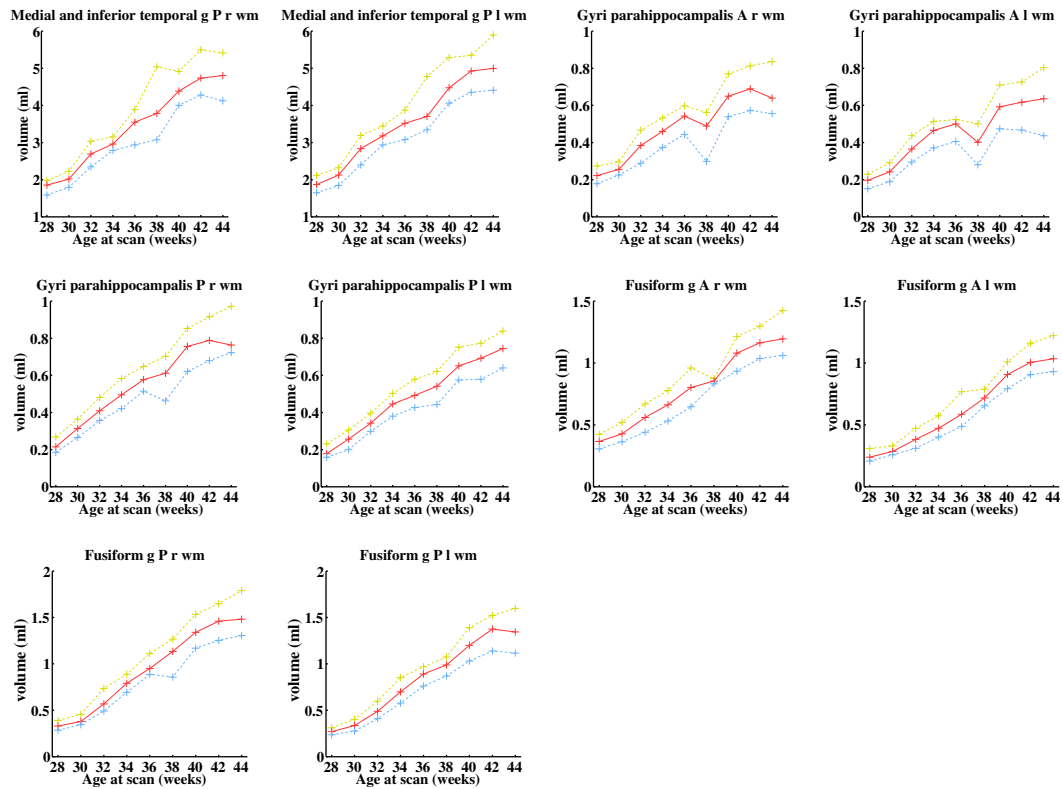 Medial and inferior temporal g P r wm
6
5
4
3
2
1
volume (ml)
28 30 32 34 36 38 40 42 44
Age at scan (weeks)
Medial and inferior temporal g P l wm
6
5
4
3
2
1
volume (ml)
28 30 32 34 36 38 40 42 44
Age at scan (weeks)
Gyri parahippocampalis A r wm
1
0.8
0.6
0.4
0.2
0
volume (ml)
28 30 32 34 36 38 40 42 44
Age at scan (weeks)
Gyri parahippocampalis A l wm
1
0.8
0.6
0.4
0.2
0
volume (ml)
28 30 32 34 36 38 40 42 44
Age at scan (weeks)
Gyri parahippocampalis P r wm
1
0.8
0.6
0.4
0.2
0
volume (ml)
28 30 32 34 36 38 40 42 44
Age at scan (weeks)
Gyri parahippocampalis P l wm
1
0.8
0.6
0.4
0.2
0
volume (ml)
28 30 32 34 36 38 40 42 44
Age at scan (weeks)
Fusiform g A r wm
1.5
1
0.5
0
volume (ml)
28 30 32 34 36 38 40 42 44
Age at scan (weeks)
Fusiform g A l wm
1.5
1
0.5
0
volume (ml)
28 30 32 34 36 38 40 42 44
Age at scan (weeks)
Fusiform g P r wm
2
1.5
1
0.5
0
volume (ml)
28 30 32 34 36 38 40 42 44
Age at scan (weeks)
Fusiform g P l wm
2
1.5
1
0.5
0
volume (ml)
28 30 32 34 36 38 40 42 44
Age at scan (weeks)